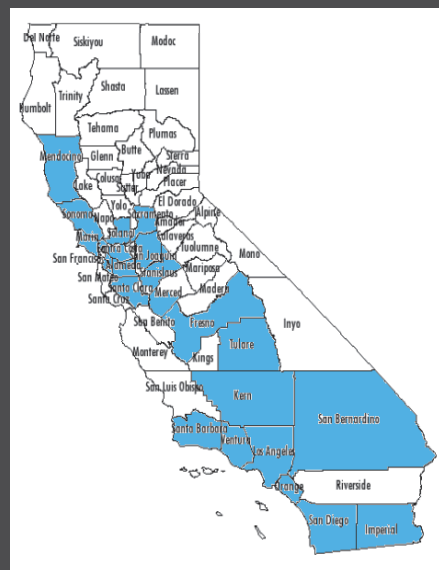 Del Norte
Siskiyou
Modoc
Humbolt
Trinity
Shasta
Lassen
Tehama
Plumas
Mendocino
Glenn
Butte
Sierra
Lake
Colusa
Sutter
Yuba
Nevada
Placer
Sonoma
Napa
Yolo
Sacramento
El Dorado
Alpine
Amador
Marin
Solano
Calaveras
Contra Costa
San Joaquin
Tuolumne
Mono
San Francisco
Alameda
Stanislaus
Mariposa
San Mateo
Santa Clara
Merced
Madera
Santa Cruz
San Benito
Fresno
Inyo
Monterey
Kings
Tulare
San Luis Obispo
Kern
San Bernardino
Santa Barbara
Ventura
Los Angeles
Orange
Riverside
San Diego
Imperial